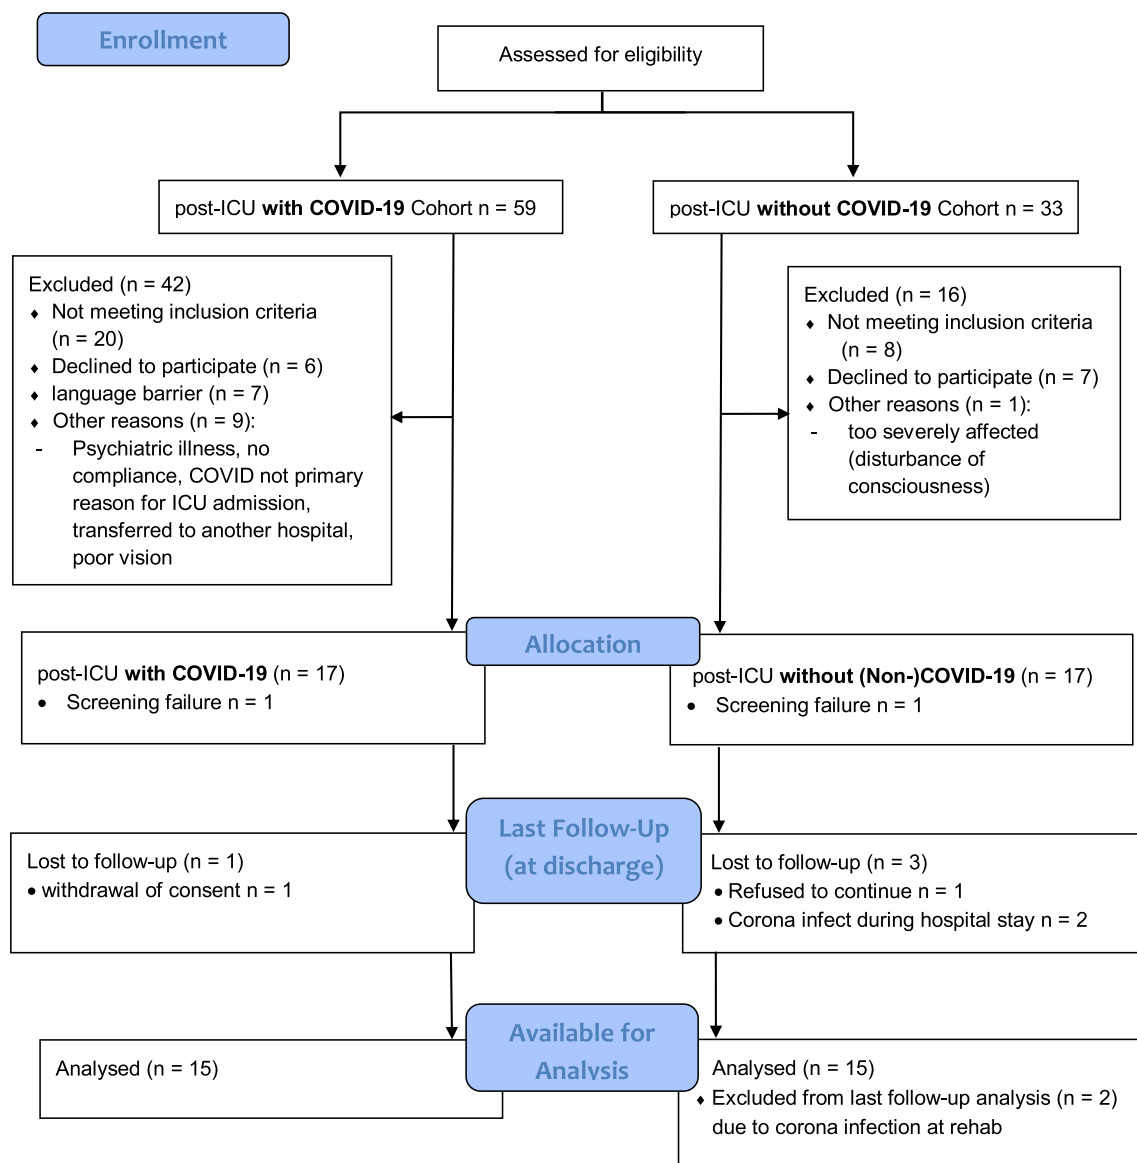 Enrollment
Assessed for eligibility
post-ICU with COVID-19 Cohort n = 59
post-ICU without COVID-19 Cohort n = 33
Excluded (n = 42)
♦ Not meeting inclusion criteria
(n = 20)
♦ Declined to participate (n = 6)
♦ language barrier (n = 7)
♦ Other reasons (n = 9):
- Psychiatric illness, no
compliance, COVID not primary
reason for ICU admission,
transferred to another hospital,
poor vision
Excluded (n = 16)
♦ Not meeting inclusion criteria
(n = 8)
♦ Declined to participate (n = 7)
♦ Other reasons (n = 1):
- too severely affected
(disturbance of
consciousness)
Allocation
post-ICU with COVID-19 (n = 17)
• Screening failure n = 1
post-ICU without (Non-)COVID-19 (n = 17)
• Screening failure n = 1
Last Follow-Up
(at discharge)
Lost to follow-up (n = 1)
• withdrawal of consent n = 1
Lost to follow-up (n = 3)
• Refused to continue n = 1
• Corona infect during hospital stay n = 2
Available for
Analysis
Analysed (n = 15)
Analysed (n = 15)
♦ Excluded from last follow-up analysis (n = 2)
due to corona infection at rehab